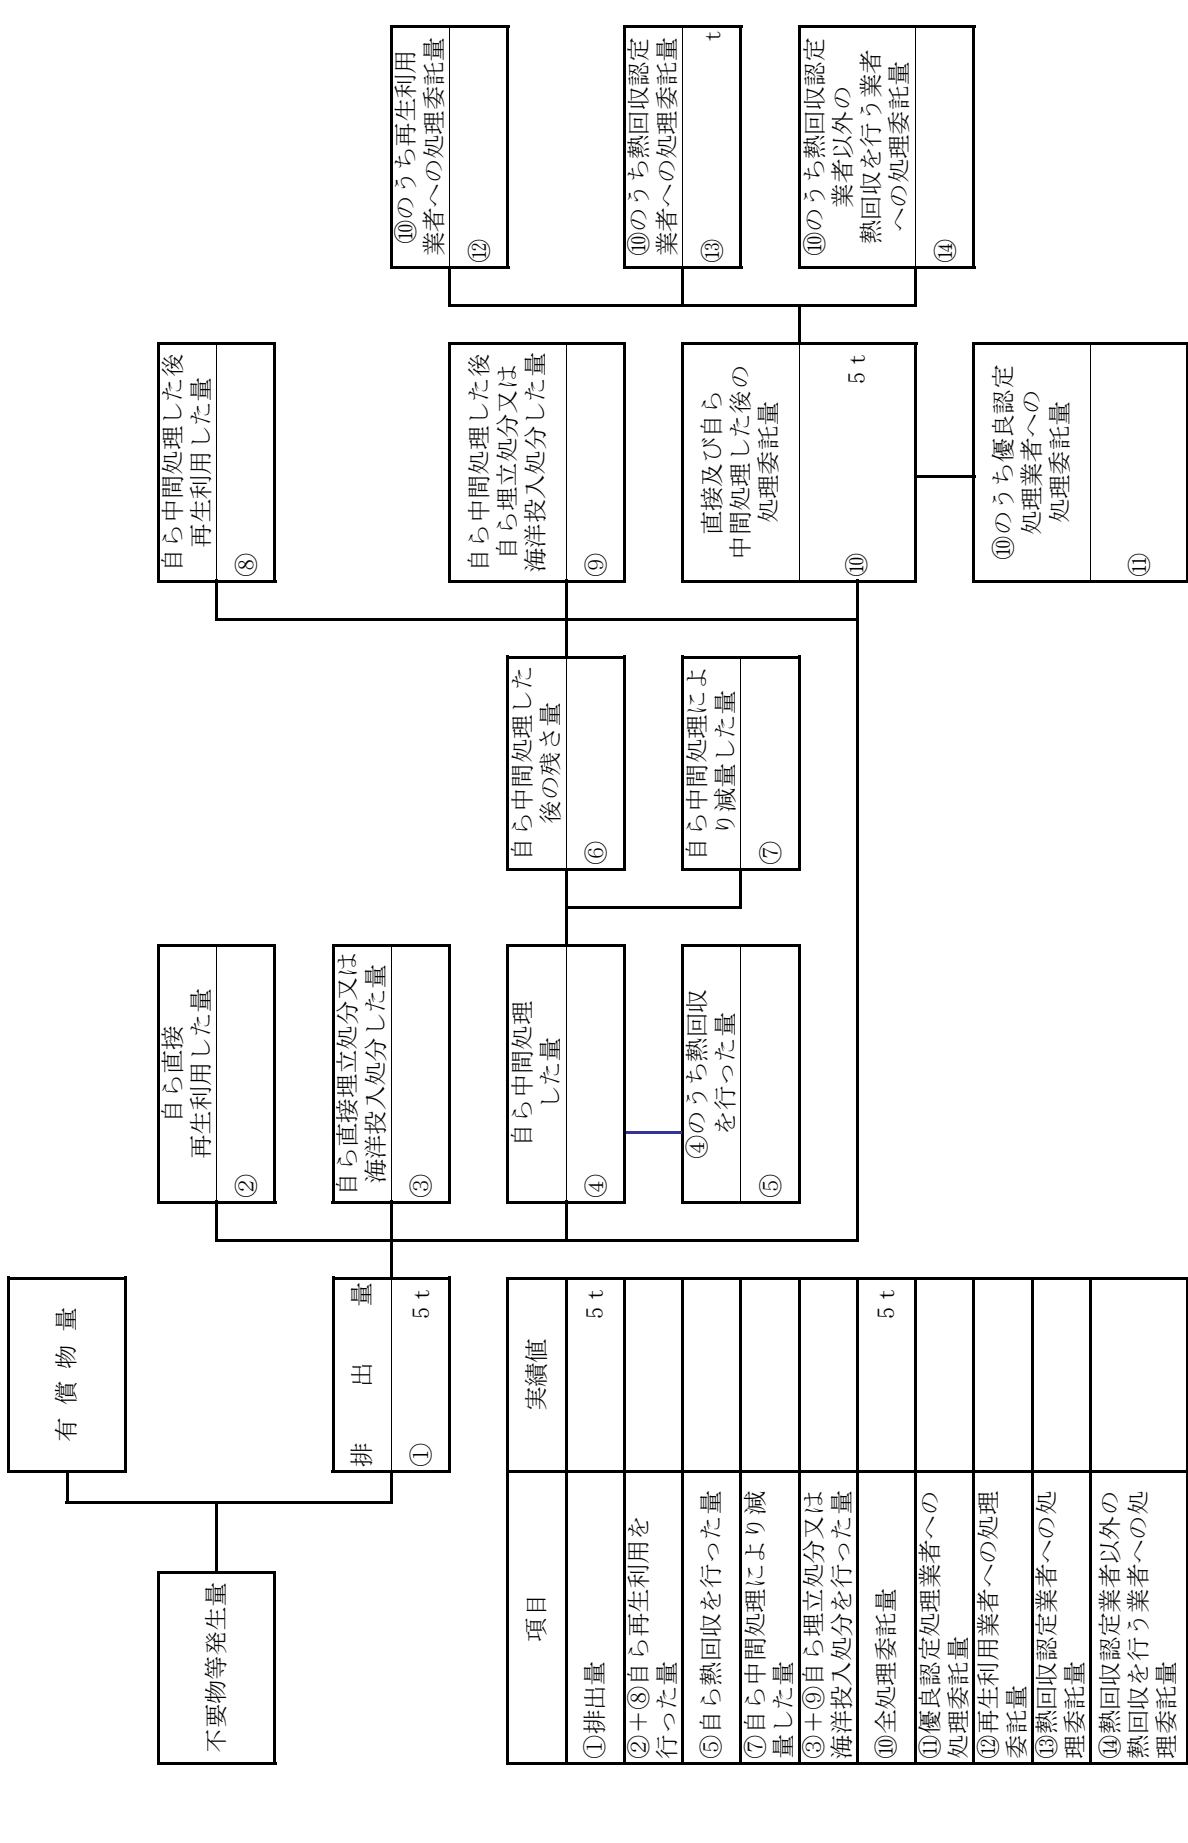 不要物等発生量
有償物量
排出量
① 5t
自ら直接
再生利用した量
②
自ら直接埋立処分又は
海洋投入処分した量
③
自ら中間処理
した量
④
④のうち熱回収
を行った量
⑤
自ら中間処理した
後の残さ量
⑥
自ら中間処理によ
り減量した量
⑦
自ら中間処理した後
再生利用した量
⑧
自ら中間処理した後
自ら埋立処分又は
海洋投入処分した量
⑨
直接及び自ら
中間処理した後の
処理委託量
⑩ 5t
⑩のうち優良認定
処理業者への
処理委託量
⑪
⑩のうち再生利用
業者への処理委託量
⑫
⑩のうち熱回収認定
業者への処理委託量
⑬ t
⑩のうち熱回収認定
業者以外の
熱回収を行う業者
への処理委託量
⑭
項目 実績値
①排出量 5t
②+⑧自ら再生利用を
行った量
⑤自ら熱回収を行った量
⑦自ら中間処理により減
量した量
③+⑨自ら埋立処分又は
海洋投入処分を行った量
⑩全処理委託量 5t
⑪優良認定処理業者への
処理委託量
⑫再生利用業者への処理
委託量
⑬熱回収認定業者への処
理委託量
⑭熱回収認定業者以外の
熱回収を行う業者への処
理委託量